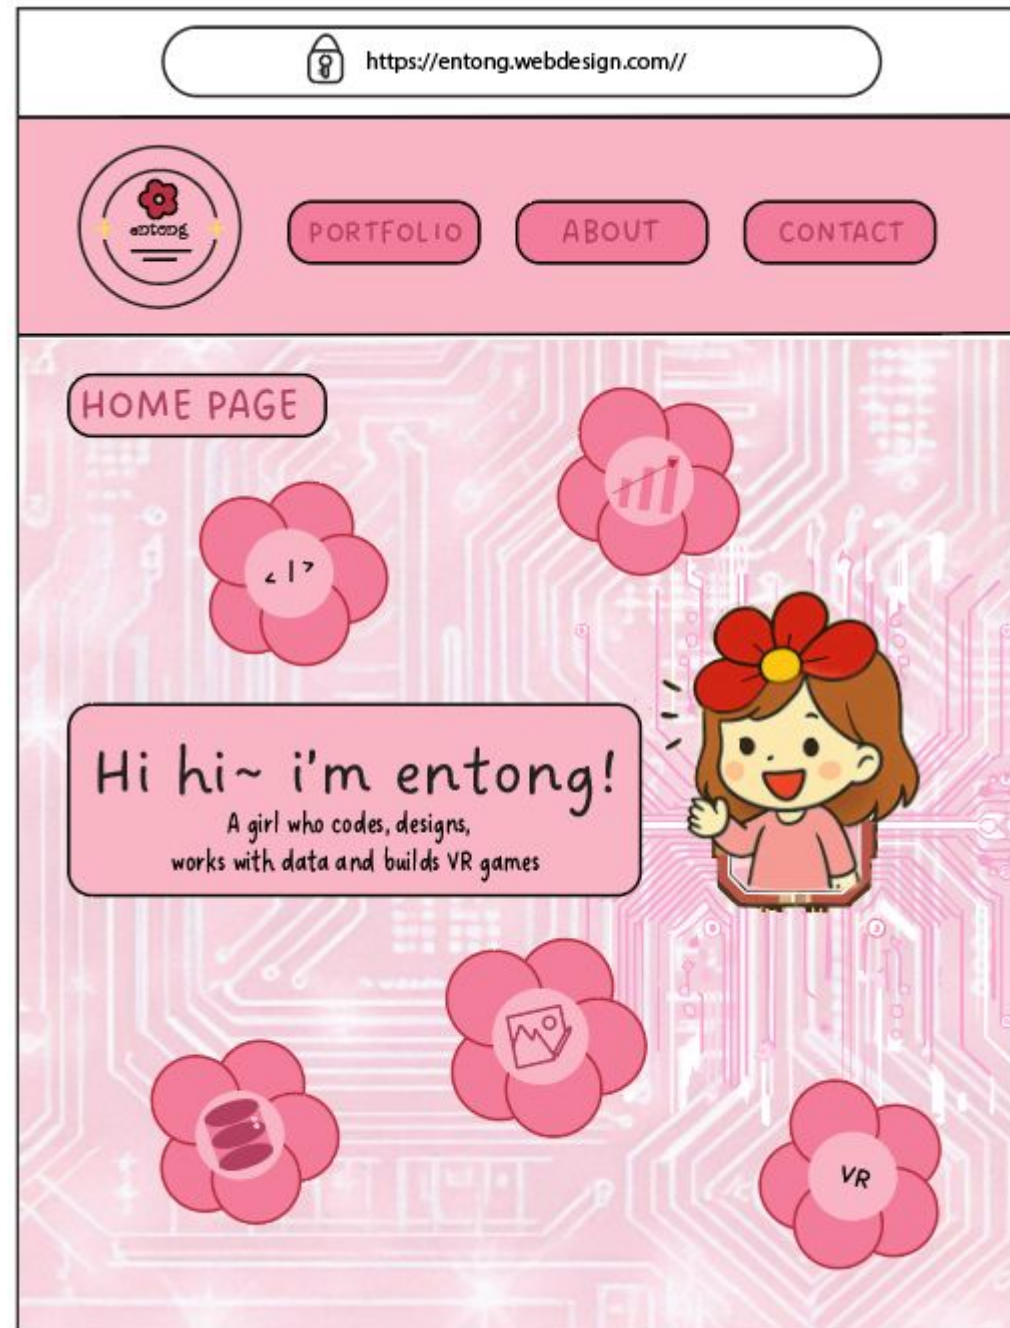 https://entong.webdesign.com//
entong
PORTFOLIO
ABOUT
CONTACT
HOME PAGE
< | >
Hi hi~ i'm entong!
A girl who codes, designs,
works with data and builds VR games
VR